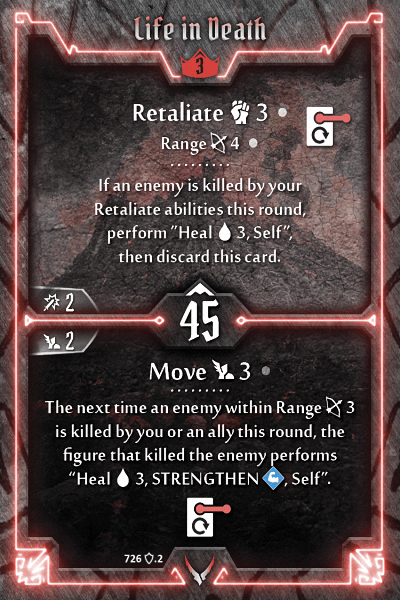 Life in Death
3
Retaliate 3
Range 4
If an enemy is killed by your
Retaliate abilities this round,
perform "Heal 3, Self",
then discard this card.
2
45
2
Move 3
The next time an enemy within Range 3
is killed by you or an ally this round, the
figure that killed the enemy performs
“Heal 3, STRENGTHEN , Self”.
726 .2